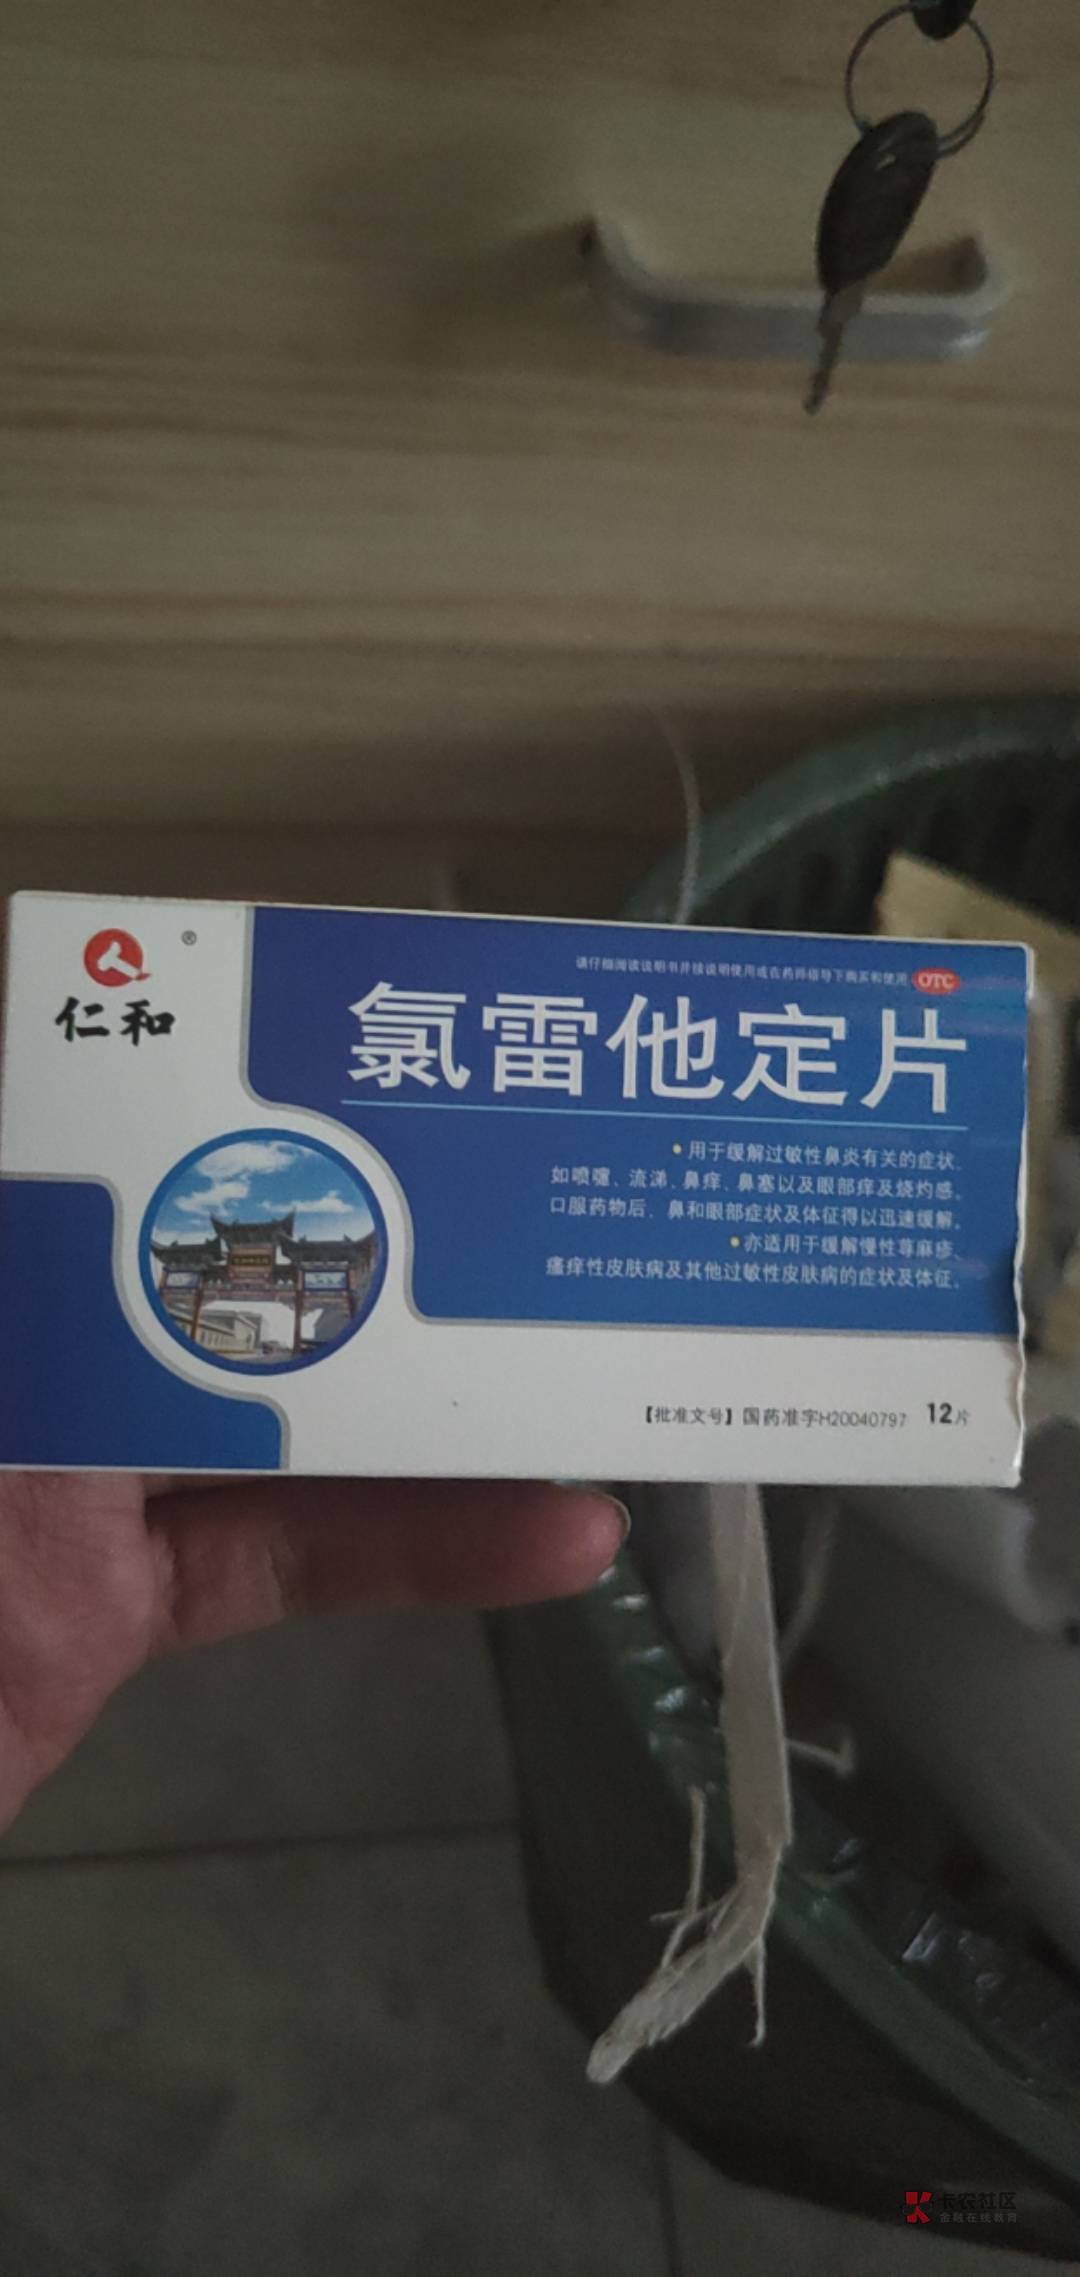 仁和
®
请仔细阅读说明书并按说明使用或在药师指导下购买和使用
OTC
氯雷他定片
•用于缓解过敏性鼻炎有关的症状,
如喷嚏、流涕、鼻痒、鼻塞以及眼部痒及烧灼感。
口服药物后，鼻和眼部症状及体征得以迅速缓解。
•亦适用于缓解慢性荨麻疹、
瘙痒性皮肤病及其他过敏性皮肤病的症状及体征。
【批准文号】国药准字H20040797 12片
卡农社区
金融在线教育